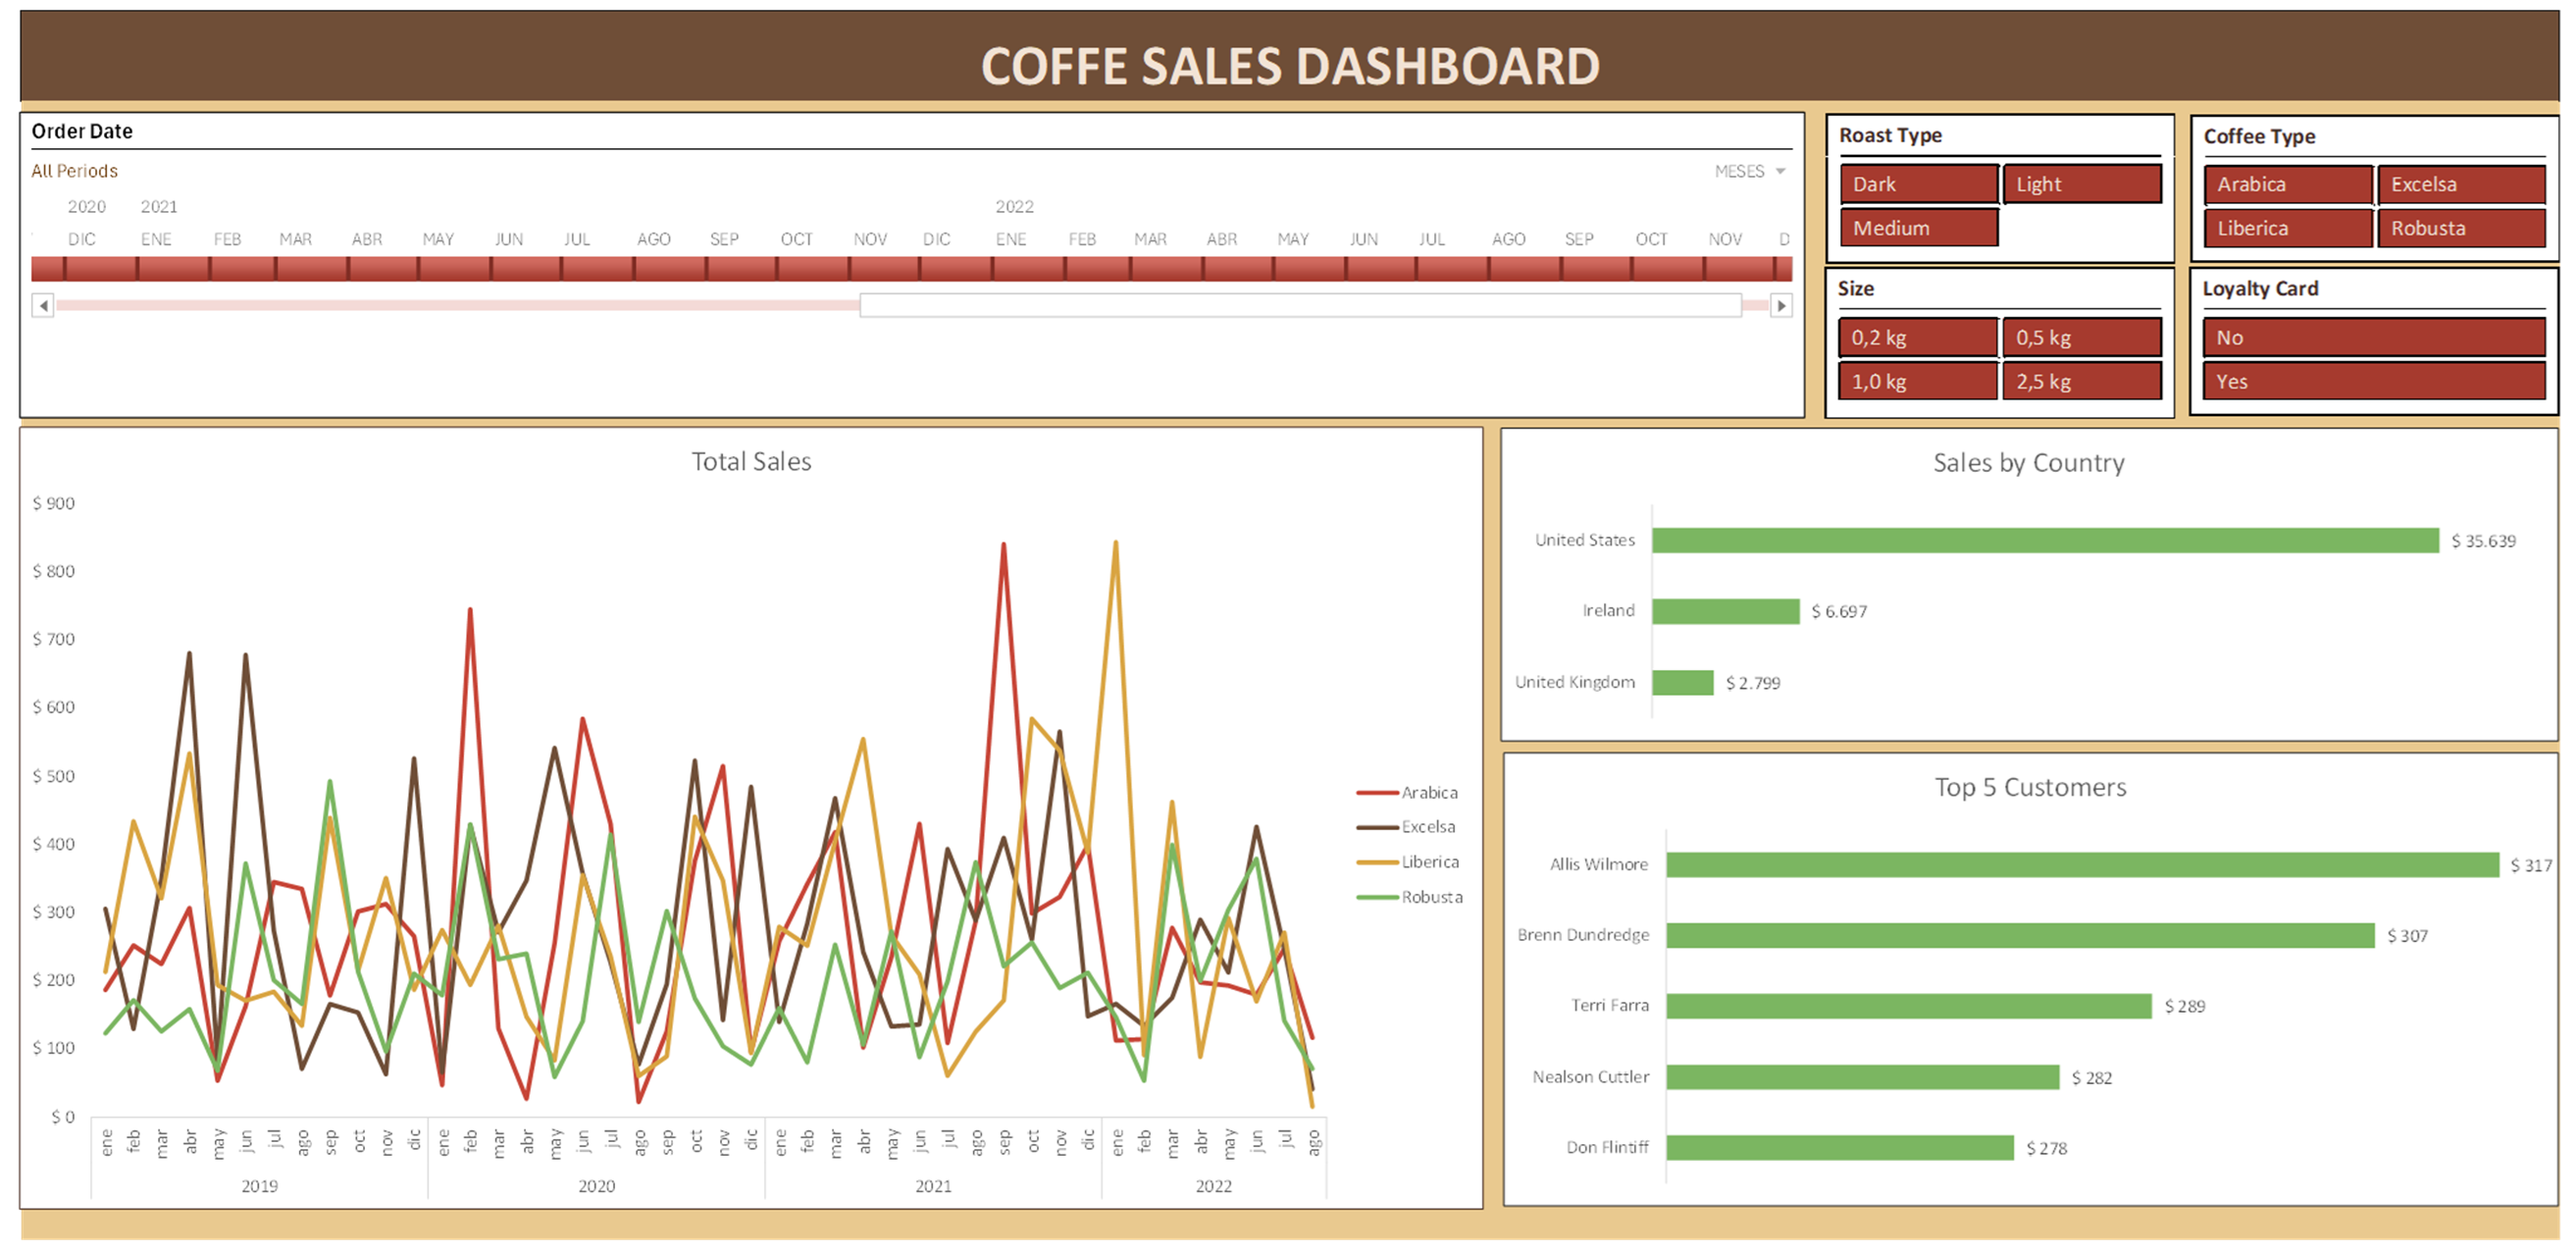 COFFE SALES DASHBOARD
Order Date
All Periods
MESES
2020 2021 2022
DIC ENE FEB MAR ABR MAY JUN JUL AGO SEP OCT NOV DIC ENE FEB MAR ABR MAY JUN JUL AGO SEP OCT NOV D
Roast Type
Dark Light
Medium
Coffee Type
Arabica Excelsa
Liberica Robusta
Size
0,2 kg 0,5 kg
1,0 kg 2,5 kg
Loyalty Card
No
Yes
Total Sales
$ 900
$ 800
$ 700
$ 600
$ 500
$ 400
$ 300
$ 200
$ 100
$ 0
ene feb mar abr may jun jul ago sep oct nov dic ene feb mar abr may jun jul ago sep oct nov dic ene feb mar abr may jun jul ago sep oct nov dic ene feb mar abr may jun jul ago
2019 2020 2021 2022
Arabica
Excelsa
Liberica
Robusta
Sales by Country
United States $ 35.639
Ireland $ 6.697
United Kingdom $ 2.799
Top 5 Customers
Allis Wilmore $ 317
Brenn Dundredge $ 307
Terri Farra $ 289
Nealson Cuttler $ 282
Don Flintiff $ 278